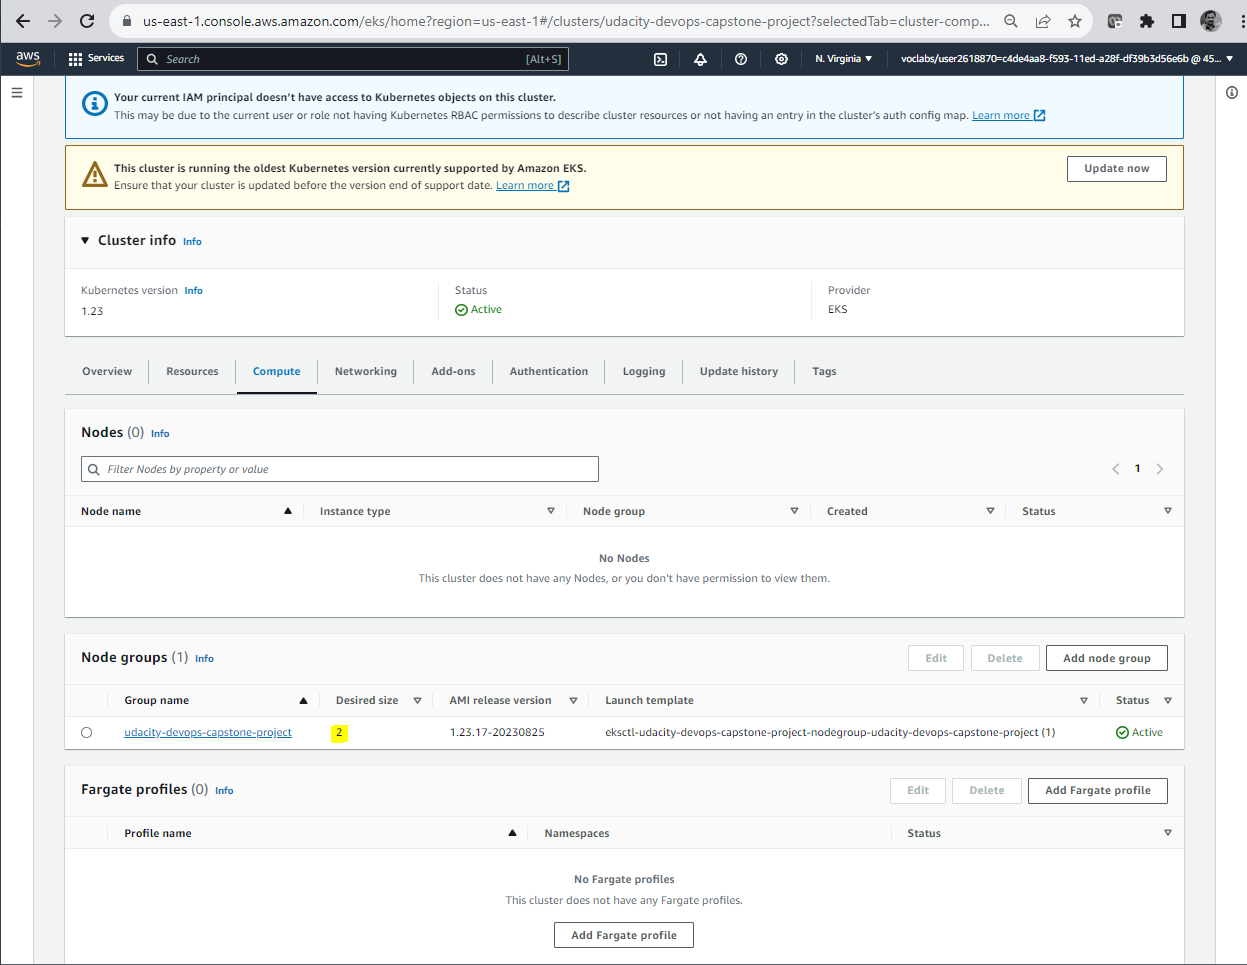 us-east-1.console.aws.amazon.com/eks/home?region=us-east-1#/clusters/udacity-devops-capstone-project?selectedTab=cluster-comp...
aws Services Search [Alt+S] N. Virginia voclabs/user2618870=c4de4aa8-f593-11ed-a28f-df39b3d56e6b @ 45...
Your current IAM principal doesn't have access to Kubernetes objects on this cluster.
This may be due to the current user or role not having Kubernetes RBAC permissions to describe cluster resources or not having an entry in the cluster's auth config map. Learn more
This cluster is running the oldest Kubernetes version currently supported by Amazon EKS.
Ensure that your cluster is updated before the version end of support date. Learn more
Update now
Cluster info Info
Kubernetes version Info
1.23
Status
Active
Provider
EKS
Overview Resources Compute Networking Add-ons Authentication Logging Update history Tags
Nodes (0) Info
Filter Nodes by property or value
1
Node name Instance type Node group Created Status
No Nodes
This cluster does not have any Nodes, or you don't have permission to view them.
Node groups (1) Info Edit Delete Add node group
Group name Desired size AMI release version Launch template Status
udacity-devops-capstone-project 2 1.23.17-20230825 eksctl-udacity-devops-capstone-project-nodegroup-udacity-devops-capstone-project (1) Active
Fargate profiles (0) Info Edit Delete Add Fargate profile
Profile name Namespaces Status
No Fargate profiles
This cluster does not have any Fargate profiles.
Add Fargate profile